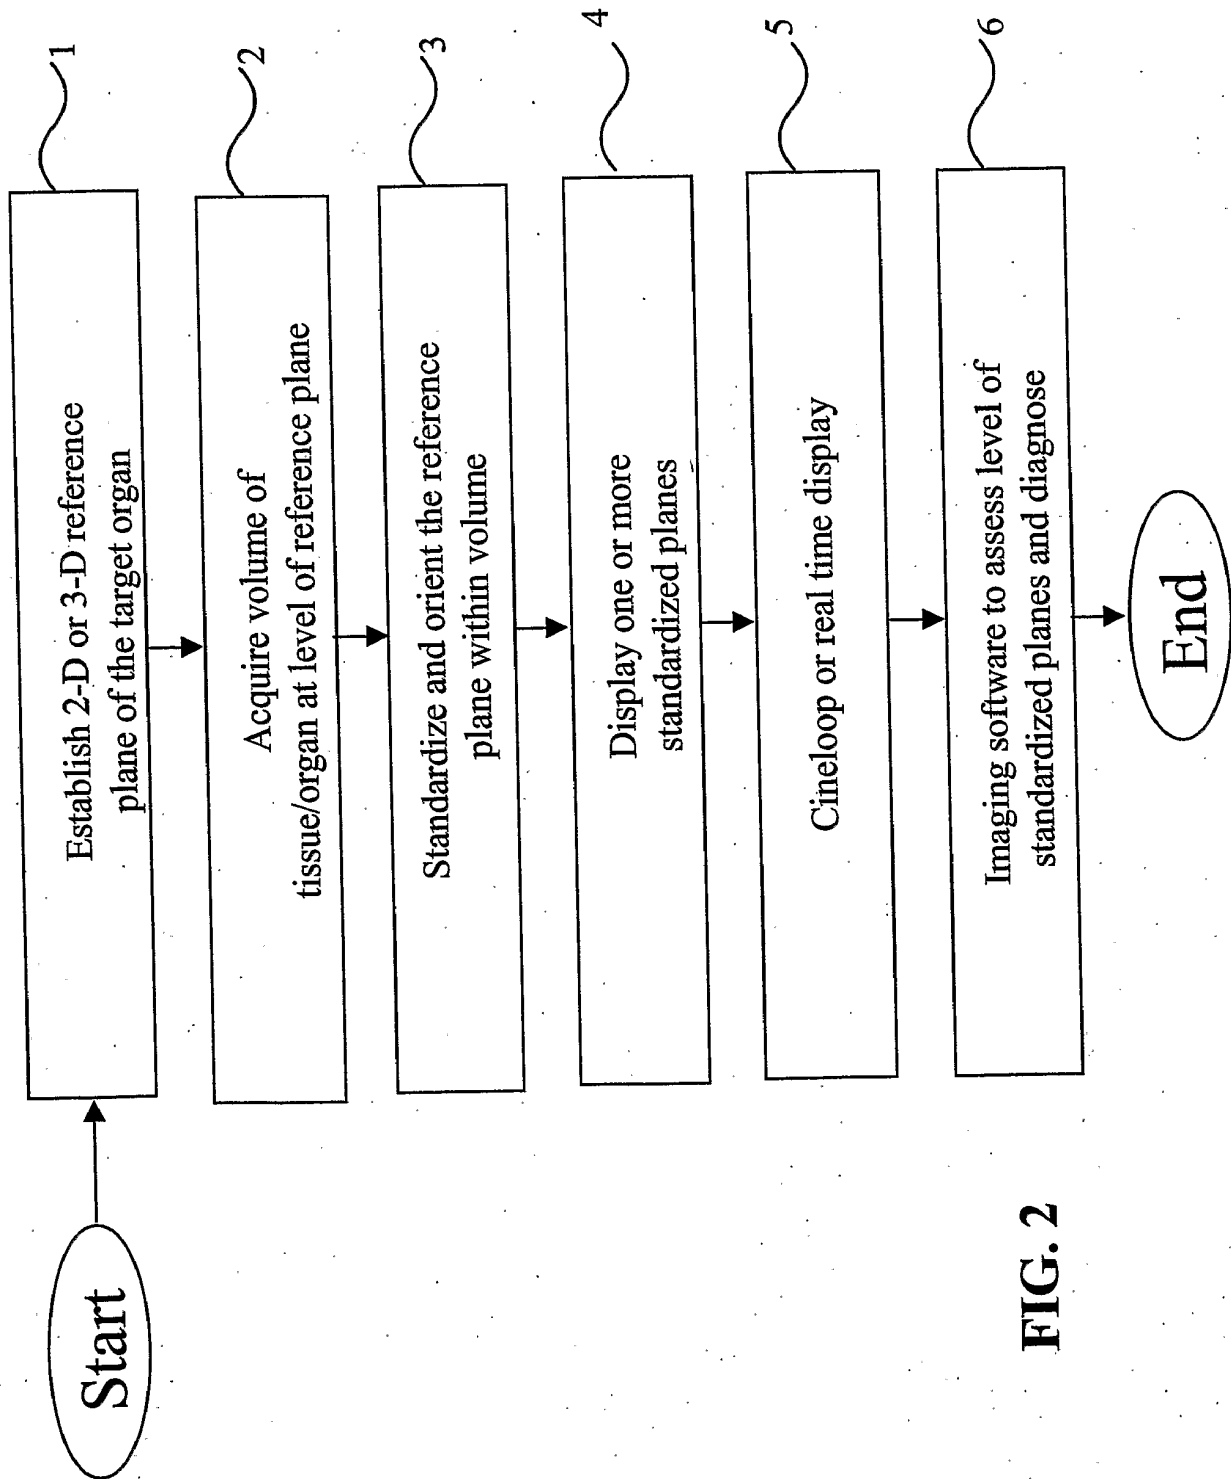 Start
Establish 2-D or 3-D reference
plane of the target organ
1
Acquire volume of
tissue/organ at level of reference plane
2
Standardize and orient the reference
plane within volume
3
Display one or more
standardized planes
4
Cineloop or real time display
5
Imaging software to assess level of
standardized planes and diagnose
6
End
FIG. 2